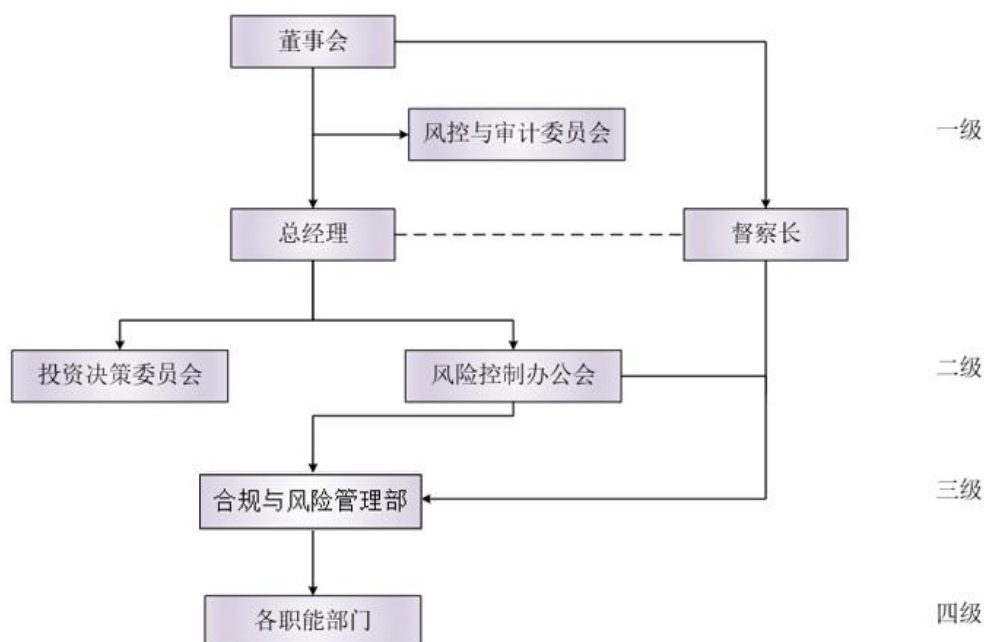 董事会
风控与审计委员会
一级
总经理
督察长
投资决策委员会
风险控制办公会
二级
合规与风险管理部
三级
各职能部门
四级